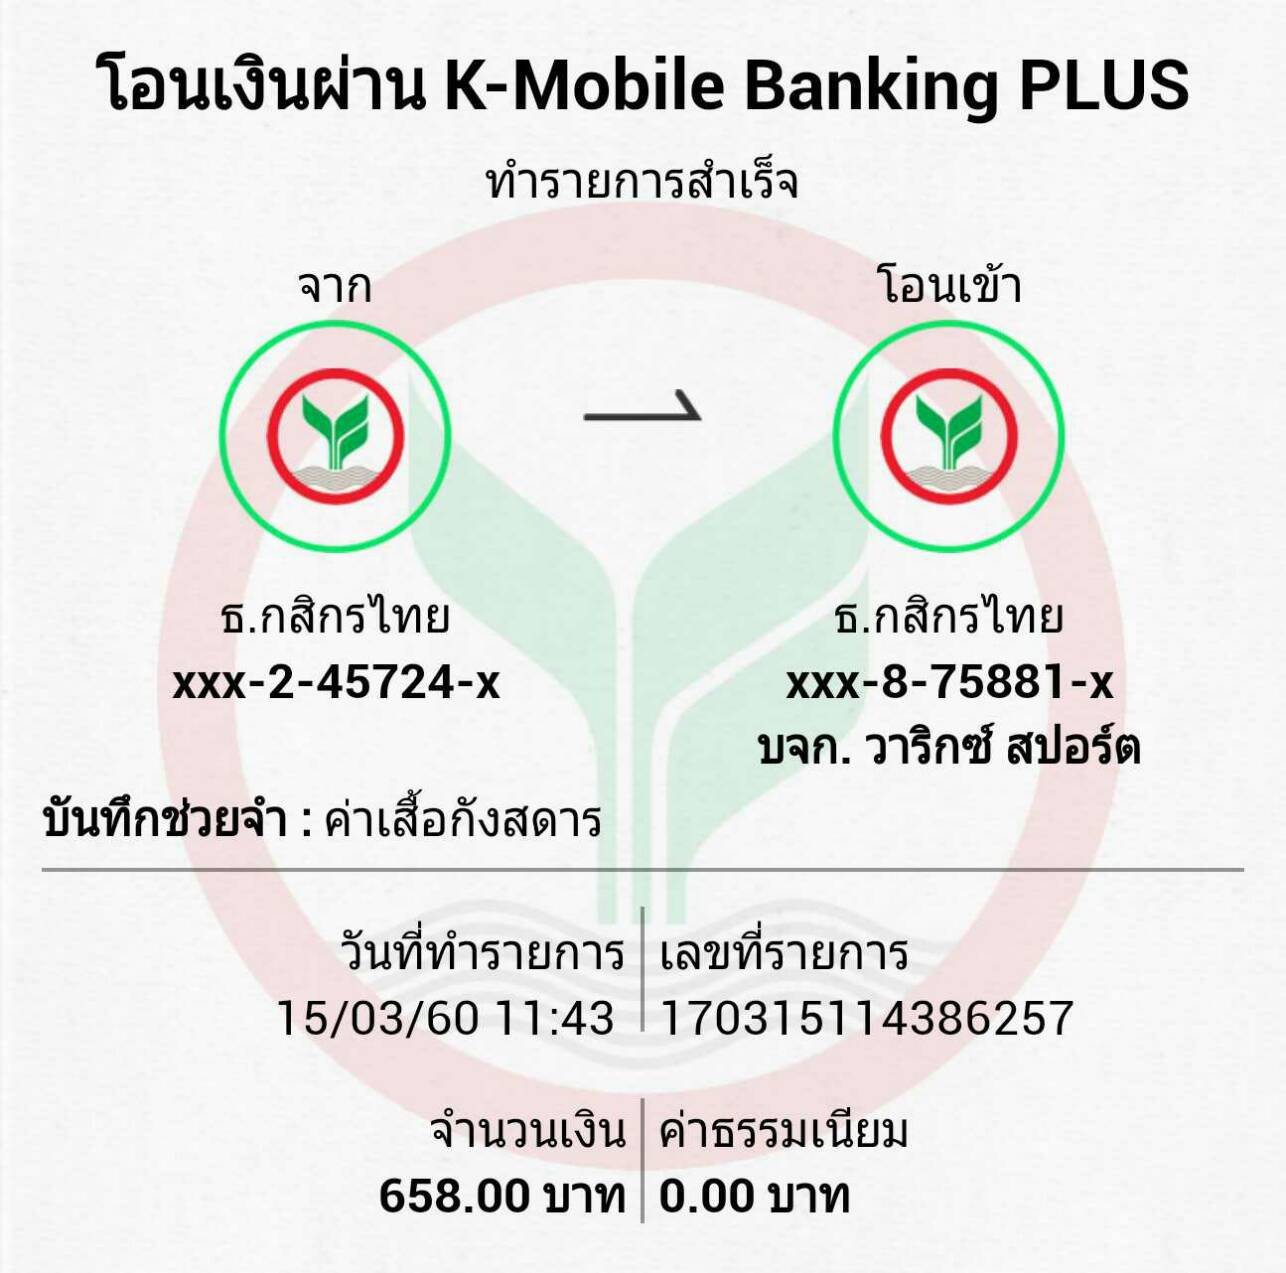 โอนเงินผ่าน K-Mobile Banking PLUS
ทำรายการสำเร็จ
จาก
โอนเข้า
ธ.กสิกรไทย
ธ.กสิกรไทย
xxx-2-45724-x
xxx-8-75881-x
บจก. วาริกซ์ สปอร์ต
บันทึกช่วยจำ : ค่าเสื้อกังสดาร
วันที่ทำรายการ
เลขที่รายการ
15/03/60 11:43
170315114386257
จำนวนเงิน
ค่าธรรมเนียม
658.00 บาท
0.00 บาท